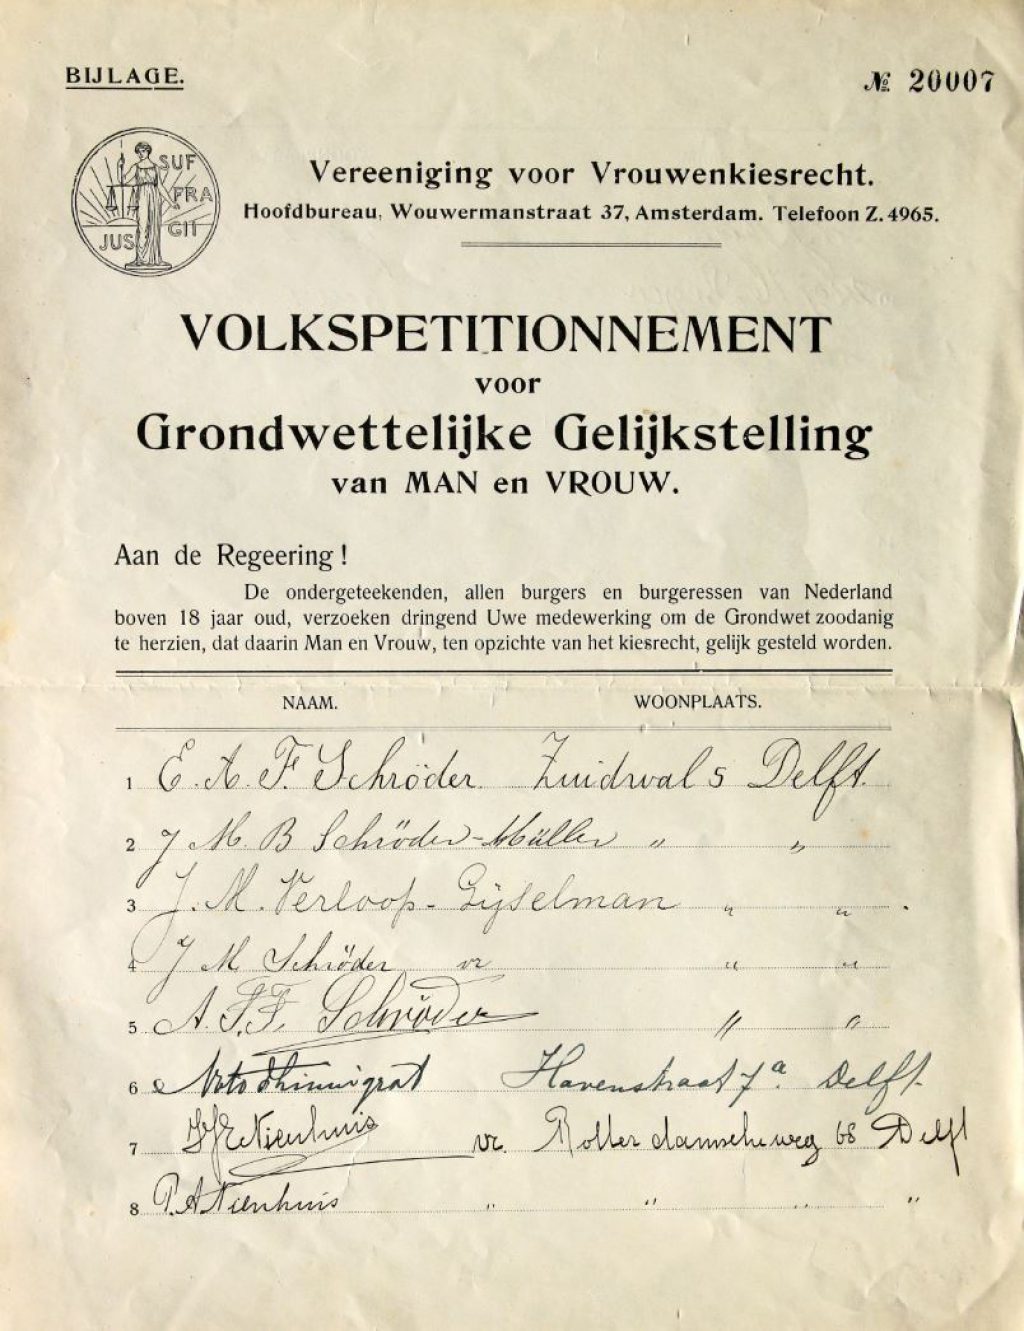 BIJLAGE.
№ 20007
SUF
FRA
JUS GII
Vereeniging voor Vrouwenkiesrecht.
Hoofdbureau, Wouwermanstraat 37, Amsterdam. Telefoon Z. 4965.
VOLKSPETITIONNEMENT
voor
Grondwettelijke Gelijkstelling
van MAN en VROUW.
Aan de Regeering!
De ondergeteekenden, allen burgers en burgeressen van Nederland
boven 18 jaar oud, verzoeken dringend Uwe medewerking om de Grondwet zoodanig
te herzien, dat daarin Man en Vrouw, ten opzichte van het kiesrecht, gelijk gesteld worden.
NAAM. WOONPLAATS.
1 E. A. F. Schröder. Zuidwal 5 Delft.
2 J M. B Schröder-Müller " "
3 J. M. Verloop-Gijselman " " .
4 J M Schröder vr " "
5 A. F. F. Schröder " "
6 Havenstraat 7a. Delft.
7 Nienhuis vr. Rotterdamscheweg 68 Delft
8 P. A Nienhuis " " " "